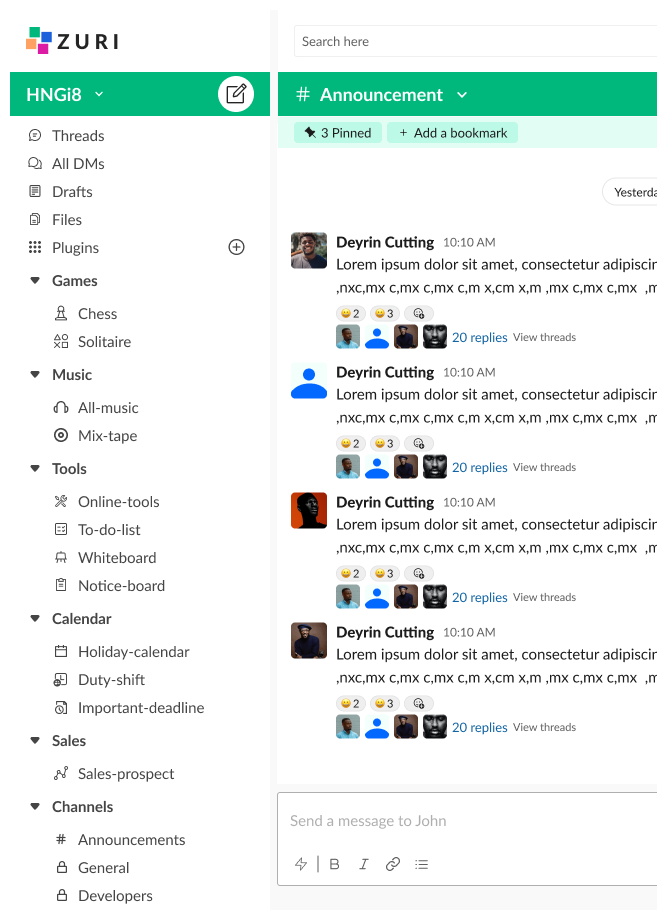 ZURI
Search here
HNGi8
# Announcement
3 Pinned
+ Add a bookmark
Threads
All DMs
Drafts
Files
Plugins
Games
Chess
Solitaire
Music
All-music
Mix-tape
Tools
Online-tools
To-do-list
Whiteboard
Notice-board
Calendar
Holiday-calendar
Duty-shift
Important-deadline
Sales
Sales-prospect
Channels
# Announcements
General
Developers
Yesterda
Deyrin Cutting 10:10 AM
Lorem ipsum dolor sit amet, consectetur adipiscin
,nxc,mx c,mx c,mx c,m x,cm x,m ,mx c,mx c,mx ,m
2 3
20 replies View threads
Deyrin Cutting 10:10 AM
Lorem ipsum dolor sit amet, consectetur adipiscin
,nxc,mx c,mx c,mx c,m x,cm x,m ,mx c,mx c,mx ,m
2 3
20 replies View threads
Deyrin Cutting 10:10 AM
Lorem ipsum dolor sit amet, consectetur adipiscin
,nxc,mx c,mx c,mx c,m x,cm x,m ,mx c,mx c,mx ,m
2 3
20 replies View threads
Deyrin Cutting 10:10 AM
Lorem ipsum dolor sit amet, consectetur adipiscin
,nxc,mx c,mx c,mx c,m x,cm x,m ,mx c,mx c,mx ,m
2 3
20 replies View threads
Send a message to John
B I